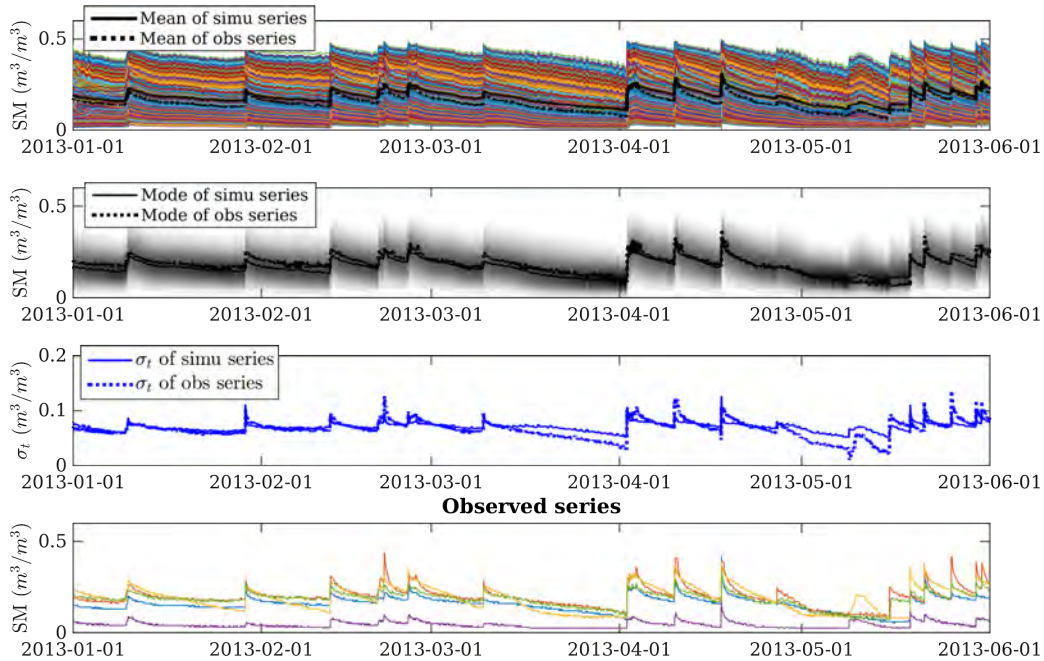 SM (m³/m³)
0.5
0
Mean of simu series
Mean of obs series
2013-01-01 2013-02-01 2013-03-01 2013-04-01 2013-05-01 2013-06-01
SM (m³/m³)
0.5
0
Mode of simu series
Mode of obs series
2013-01-01 2013-02-01 2013-03-01 2013-04-01 2013-05-01 2013-06-01
σₜ (m³/m³)
0.2
0.1
0
σₜ of simu series
σₜ of obs series
2013-01-01 2013-02-01 2013-03-01 2013-04-01 2013-05-01 2013-06-01
Observed series
SM (m³/m³)
0.5
0
2013-01-01 2013-02-01 2013-03-01 2013-04-01 2013-05-01 2013-06-01